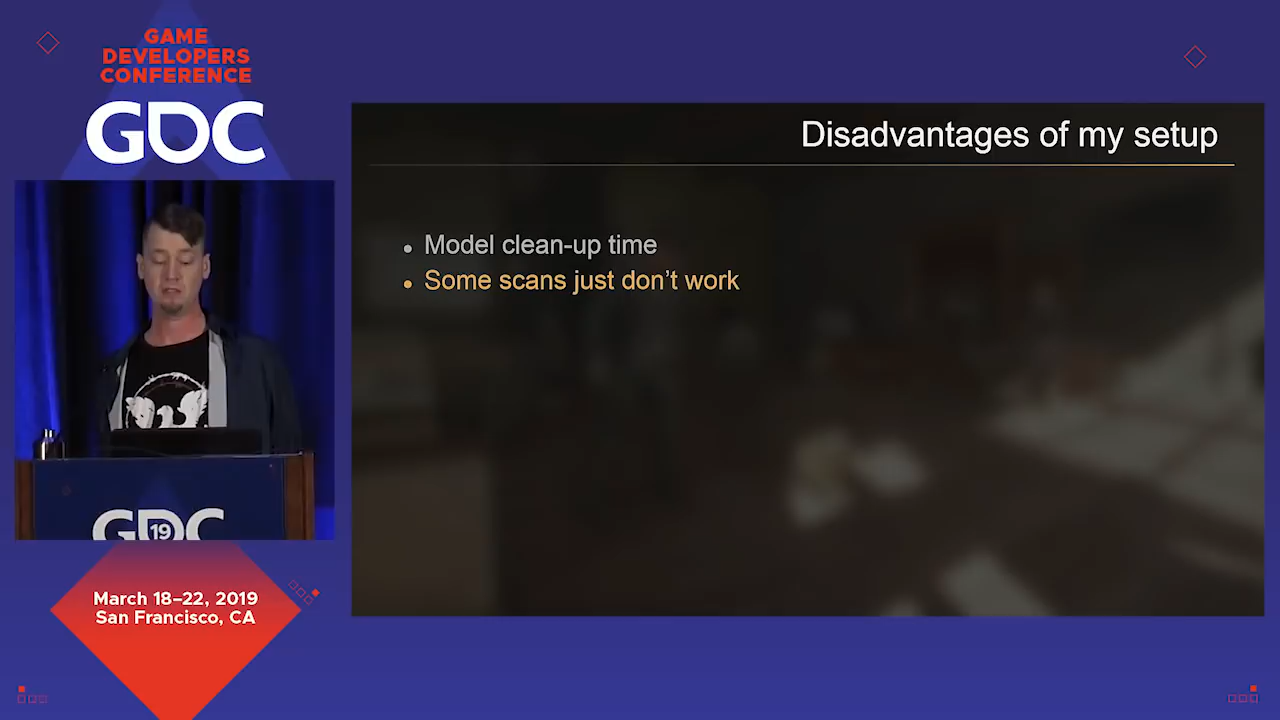 GAME
DEVELOPERS
CONFERENCE
GDC
Disadvantages of my setup
Model clean-up time
Some scans just don't work
GDC
19
March 18–22, 2019
San Francisco, CA